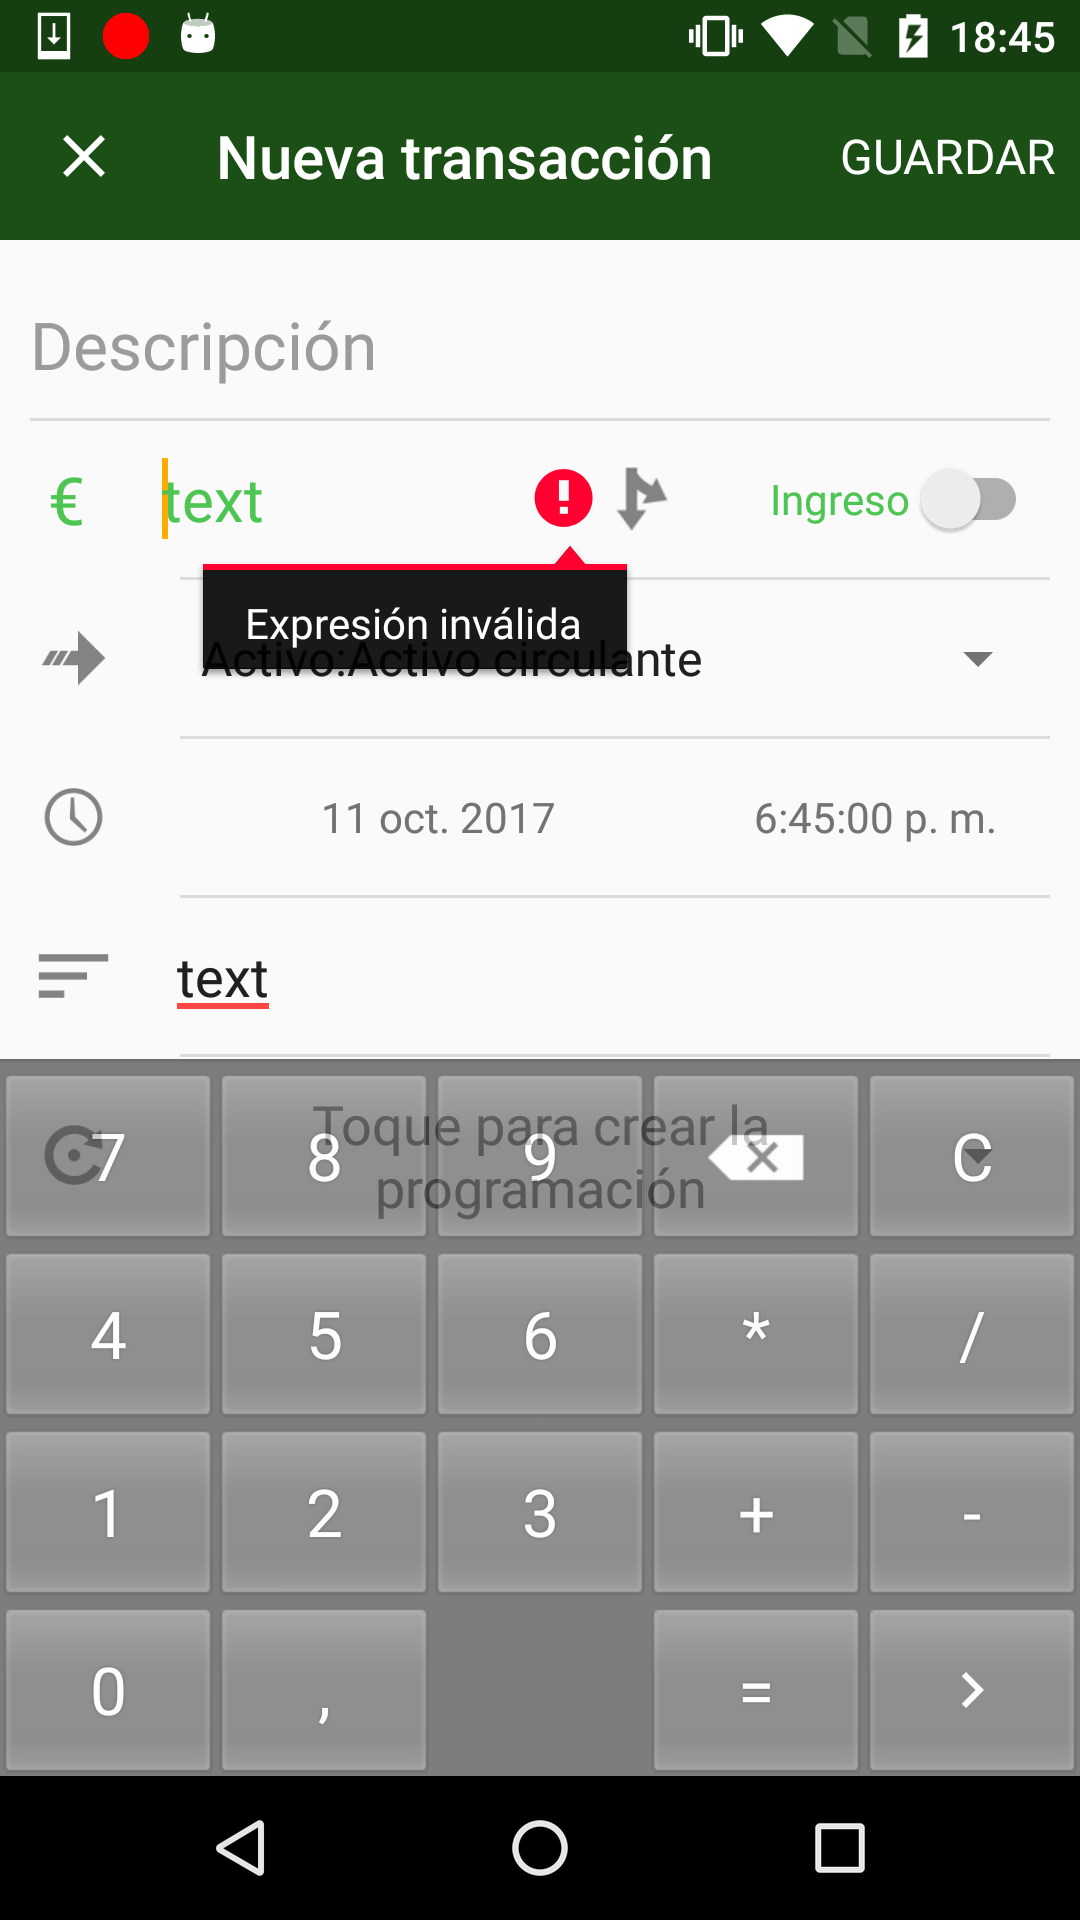 18:45
Nueva transacción GUARDAR
Descripción
€ text Ingreso
Expresión inválida
Activo:Activo circulante
11 oct. 2017 6:45:00 p. m.
text
Toque para crear la
programación
7 8 9 C
4 5 6 * /
1 2 3 + -
0 , = >